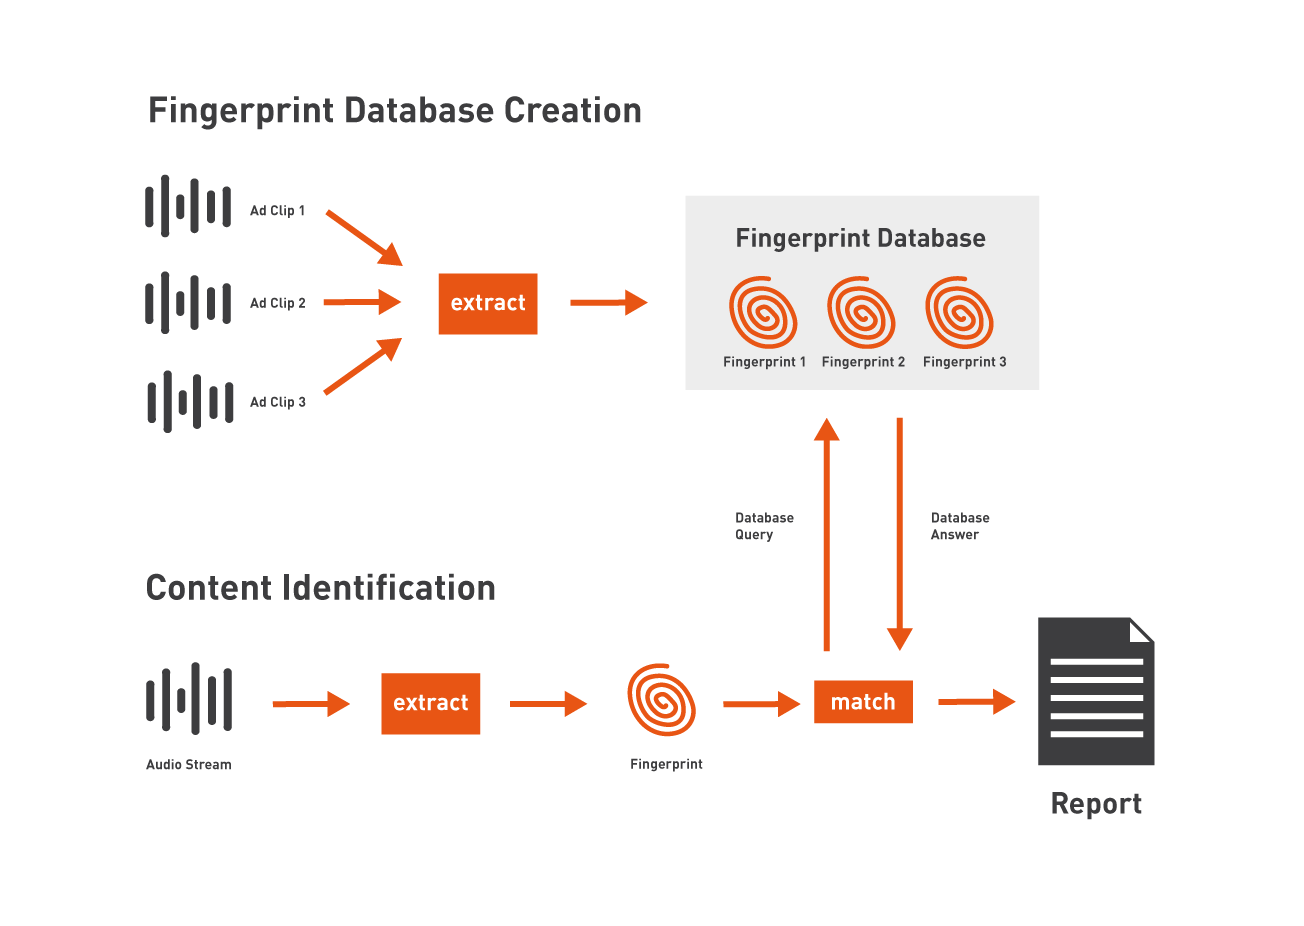 Fingerprint Database Creation
Ad Clip 1
Ad Clip 2
Ad Clip 3
extract
Fingerprint Database
Fingerprint 1
Fingerprint 2
Fingerprint 3
Database
Query
Database
Answer
Content Identification
Audio Stream
extract
Fingerprint
match
Report